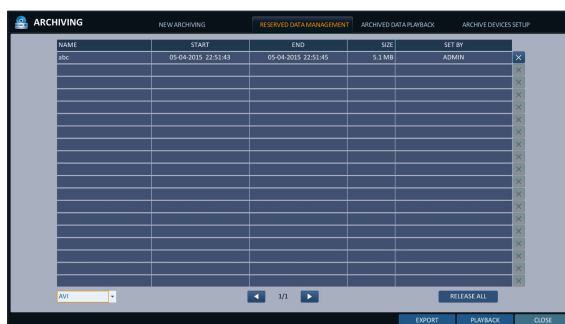 ARCHIVING
NEW ARCHIVING RESERVED DATA MANAGEMENT ARCHIVED DATA PLAYBACK ARCHIVE DEVICES SETUP
NAME START END SIZE SET BY
abc 05-04-2015 22:51:43 05-04-2015 22:51:45 5.1 MB ADMIN
AVI 1/1 RELEASE ALL
EXPORT PLAYBACK CLOSE